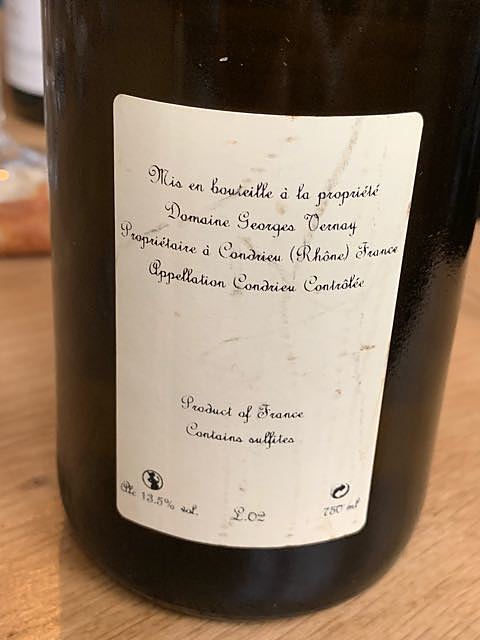 Mis en bouteille à la propriété
Domaine Georges Vernay
Propriétaire à Condrieu (Rhône) France
Appellation Condrieu Contrôlée
Product of France
Contains sulfites
Alc 13.5% vol.
L.02
750 ml